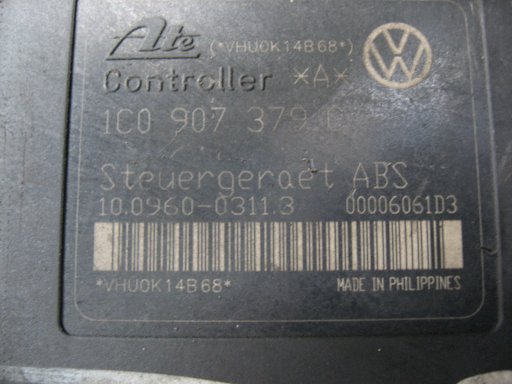 Ate (*VHU0K14B68*)
Controller *A*
1C0 907 379
Steuergeraet ABS
10.0960-0311.3 00006061D3
*VHU0K14B68* MADE IN PHILIPPINES